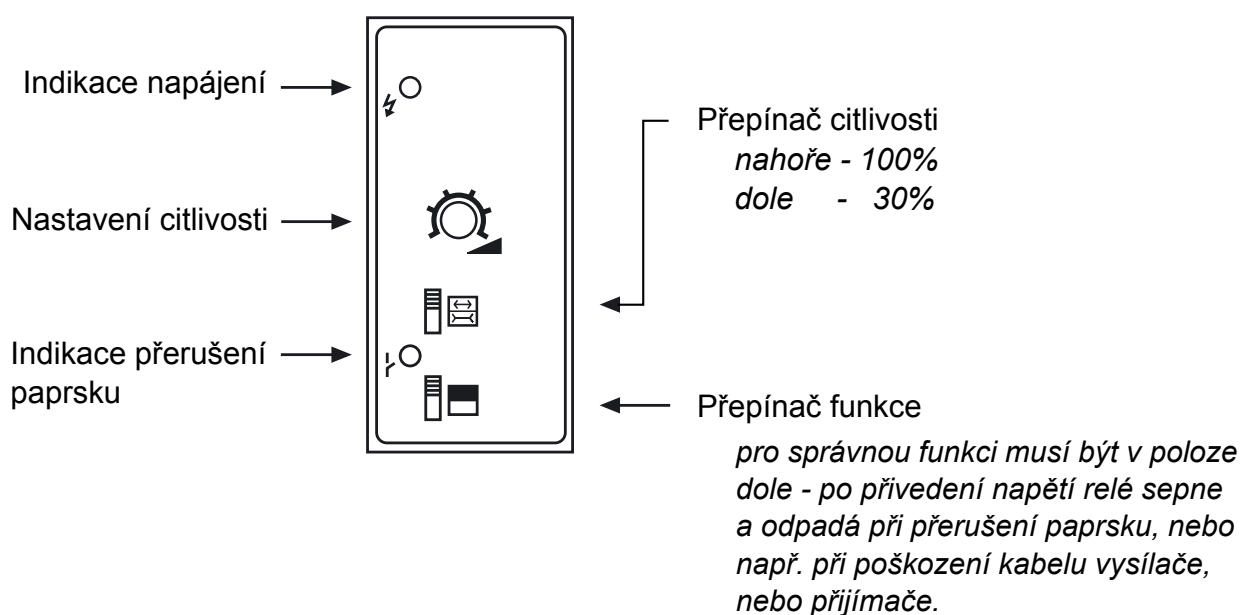 Indikace napájení
Nastavení citlivosti
Indikace přerušení
paprsku
Přepínač citlivosti
nahoře - 100%
dole - 30%
Přepínač funkce
pro správnou funkci musí být v poloze
dole - po přivedení napětí relé sepne
a odpadá při přerušení paprsku, nebo
např. při poškození kabelu vysílače,
nebo přijímače.